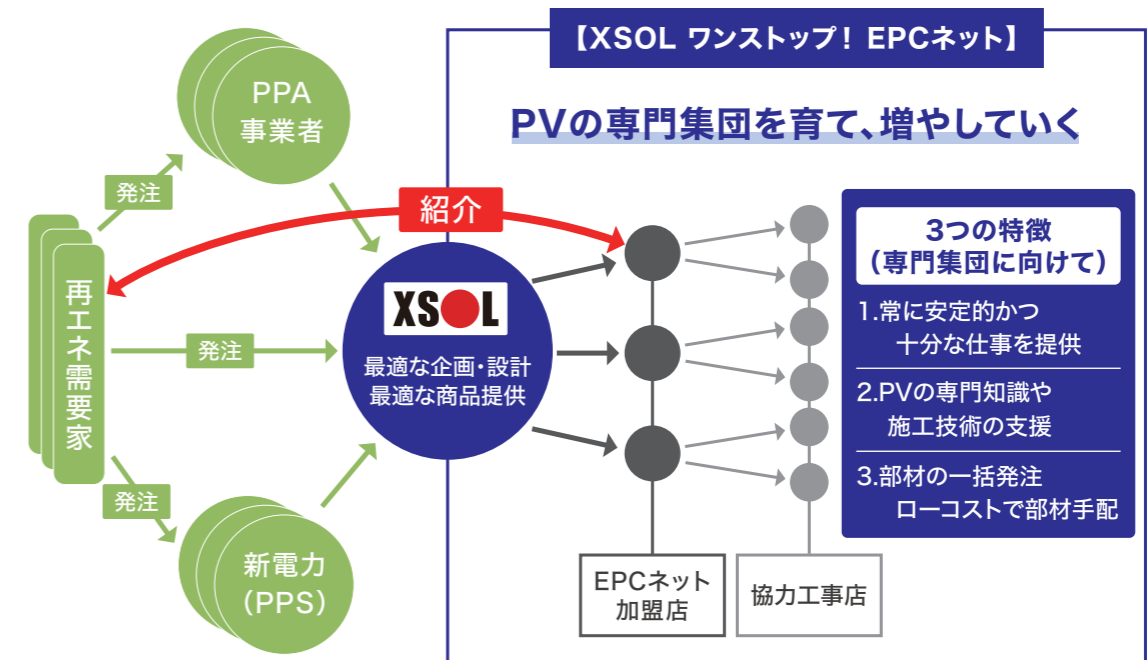 【XSOL ワンストップ！ EPCネット】
PVの専門集団を育て、増やしていく
PPA
事業者
発注
紹介
再エネ需要家
発注
XSOL
最適な企画・設計
最適な商品提供
発注
新電力
（PPS）
EPCネット
加盟店
協力工事店
3つの特徴
（専門集団に向けて）
1.常に安定的かつ
十分な仕事を提供
2.PVの専門知識や
施工技術の支援
3.部材の一括発注
ローコストで部材手配